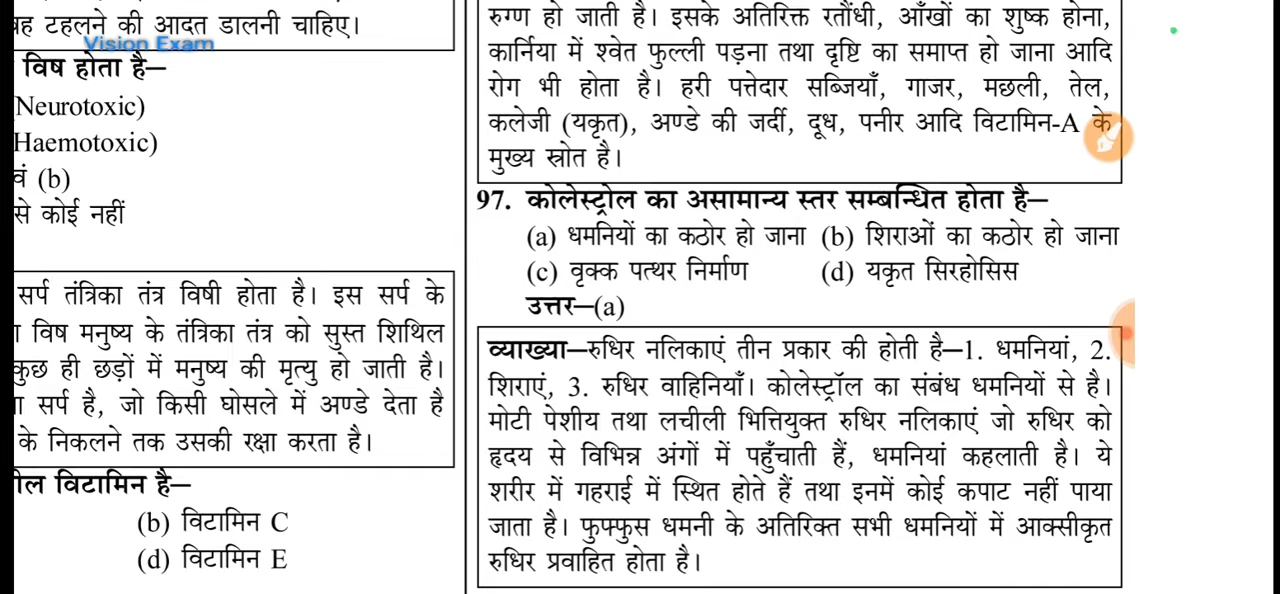 वह टहलने की आदत डालनी चाहिए।
Vision Exam
विष होता है—
(Neurotoxic)
(Haemotoxic)
वं (b)
से कोई नहीं
सर्प तंत्रिका तंत्र विषी होता है। इस सर्प के
विष मनुष्य के तंत्रिका तंत्र को सुस्त शिथिल
कुछ ही छड़ों में मनुष्य की मृत्यु हो जाती है।
सर्प है, जो किसी घोसले में अण्डे देता है
के निकलने तक उसकी रक्षा करता है।
विटामिन है—
(b) विटामिन C
(d) विटामिन E
रुग्ण हो जाती है। इसके अतिरिक्त रतौंधी, आँखों का शुष्क होना,
कार्निया में श्वेत फुल्ली पड़ना तथा दृष्टि का समाप्त हो जाना आदि
रोग भी होता है। हरी पत्तेदार सब्जियाँ, गाजर, मछली, तेल,
कलेजी (यकृत), अण्डे की जर्दी, दूध, पनीर आदि विटामिन-A के
मुख्य स्रोत है।
97. कोलेस्ट्रोल का असामान्य स्तर सम्बन्धित होता है—
(a) धमनियों का कठोर हो जाना (b) शिराओं का कठोर हो जाना
(c) वृक्क पत्थर निर्माण (d) यकृत सिरहोसिस
उत्तर—(a)
व्याख्या—रुधिर नलिकाएं तीन प्रकार की होती है—1. धमनियां, 2.
शिराएं, 3. रुधिर वाहिनियाँ। कोलेस्ट्रॉल का संबंध धमनियों से है।
मोटी पेशीय तथा लचीली भित्तियुक्त रुधिर नलिकाएं जो रुधिर को
हृदय से विभिन्न अंगों में पहुँचाती हैं, धमनियां कहलाती है। ये
शरीर में गहराई में स्थित होते हैं तथा इनमें कोई कपाट नहीं पाया
जाता है। फुफ्फुस धमनी के अतिरिक्त सभी धमनियों में आक्सीकृत
रुधिर प्रवाहित होता है।